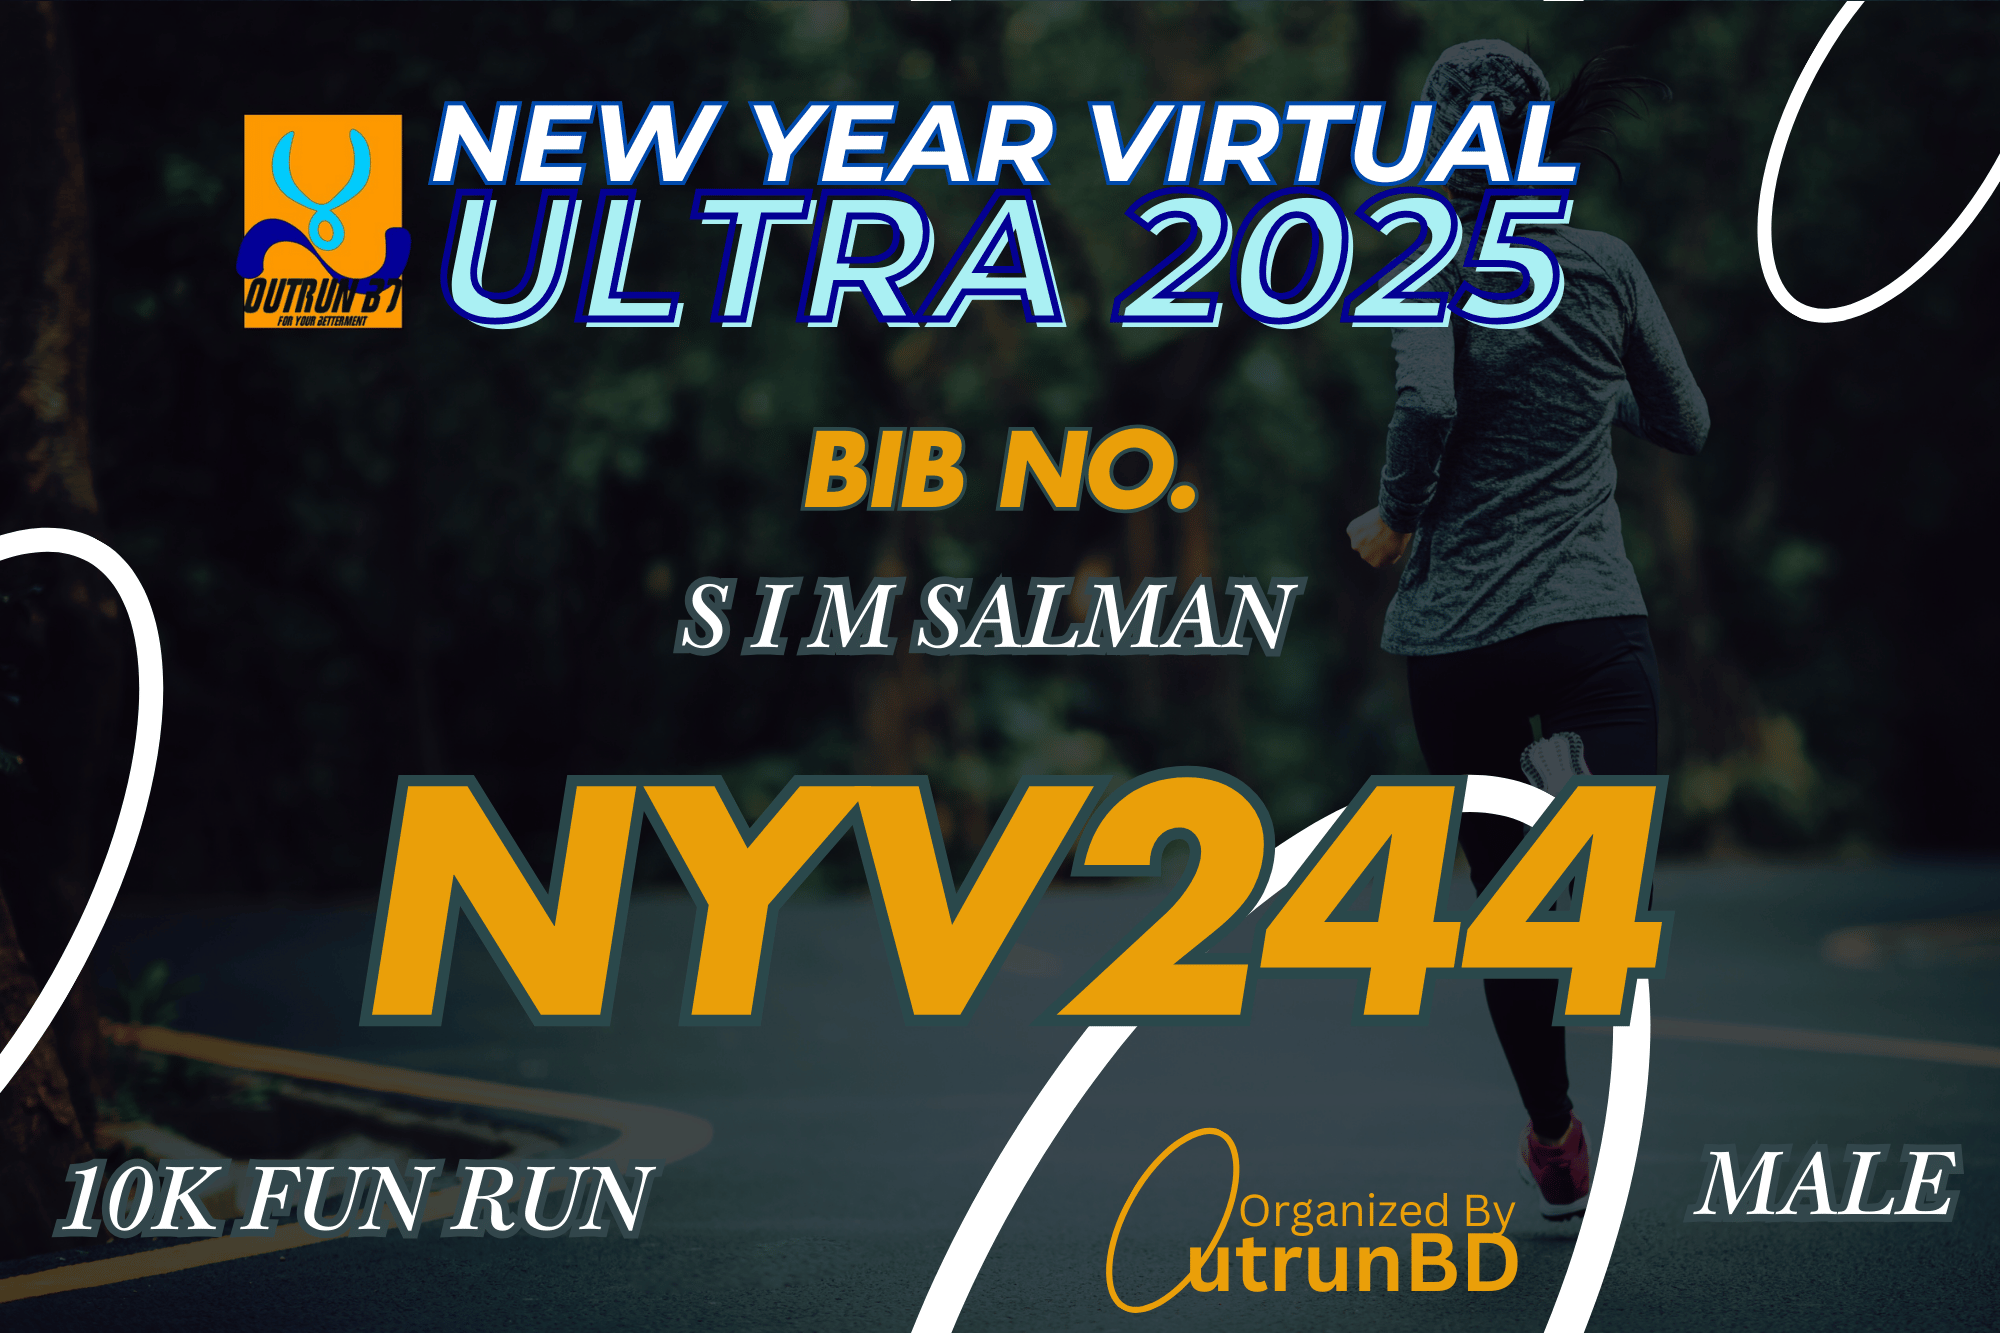 NEW YEAR VIRTUAL
ULTRA 2025
OUTRUN BD
FOR YOUR BETTERMENT
BIB NO.
S I M SALMAN
NYV244
10K FUN RUN
MALE
Organized By
OutrunBD